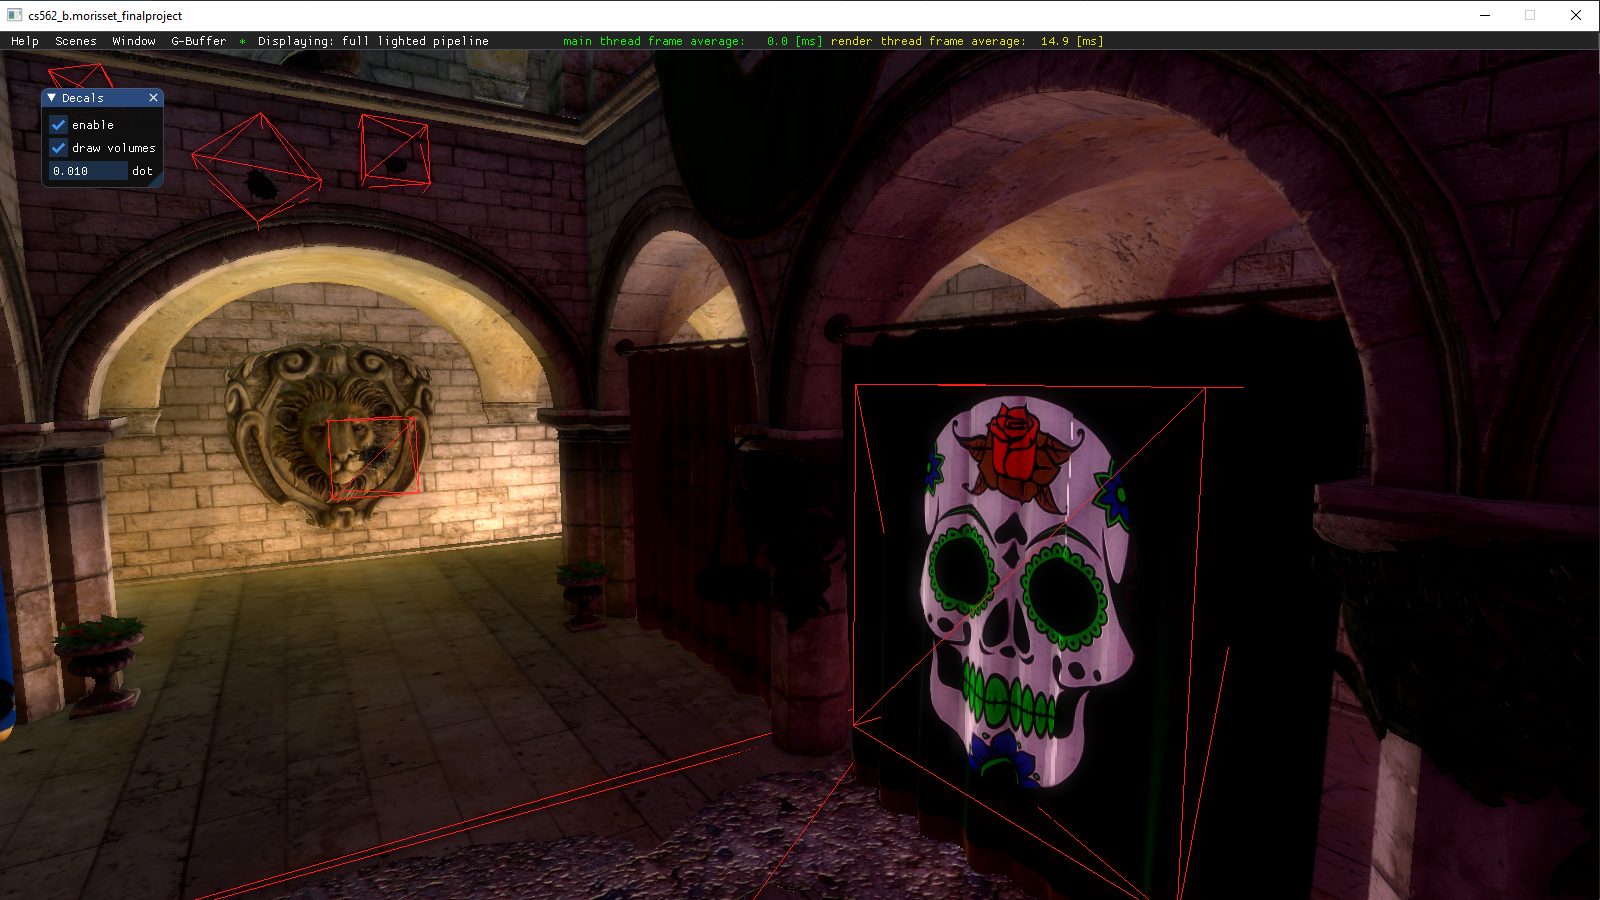 cs562_b.morisset_finalproject
Help Scenes Window G-Buffer * Displaying: full lighted pipeline main thread frame average: 0.0 [ms] render thread frame average: 14.9 [ms]
Decals
enable
draw volumes
0.010 dot